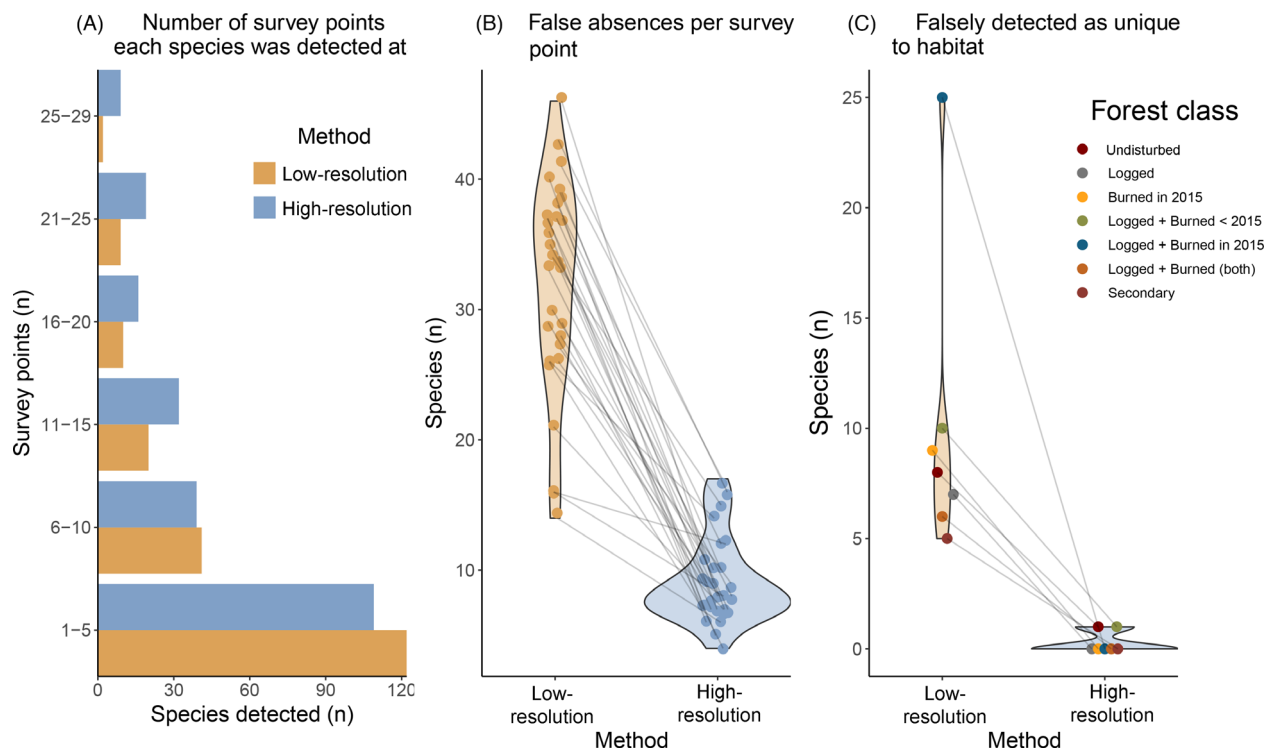 (A) Number of survey points
each species was detected at
Survey points (n)
25−29
21−25
16−20
11−15
6−10
1−5
Method
Low-resolution
High-resolution
0 30 60 90 120
Species detected (n)
(B) False absences per survey
point
Species (n)
40
30
20
10
Low-
resolution
High-
resolution
Method
(C) Falsely detected as unique
to habitat
Species (n)
25
20
15
10
5
0
Forest class
Undisturbed
Logged
Burned in 2015
Logged + Burned < 2015
Logged + Burned in 2015
Logged + Burned (both)
Secondary
Low-
resolution
High-
resolution
Method